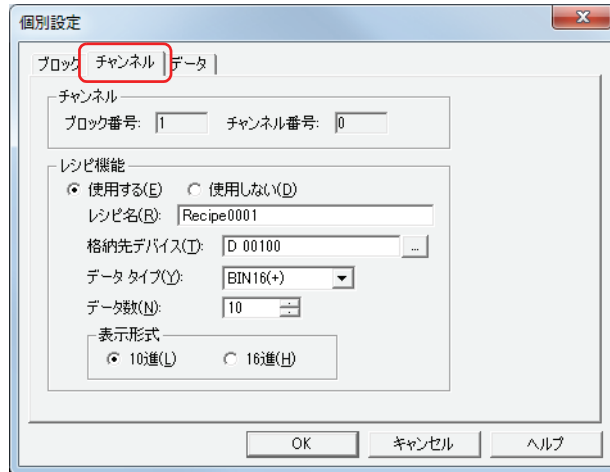 個別設定
ブロック チャンネル データ
チャンネル
ブロック番号: 1 チャンネル番号: 0
レシピ機能
使用する(E) 使用しない(D)
レシピ名(R): Recipe0001
格納先デバイス(T): D 00100 ...
データ タイプ(Y): BIN16(+)
データ数(N): 10
表示形式
10進(L) 16進(H)
OK キャンセル ヘルプ